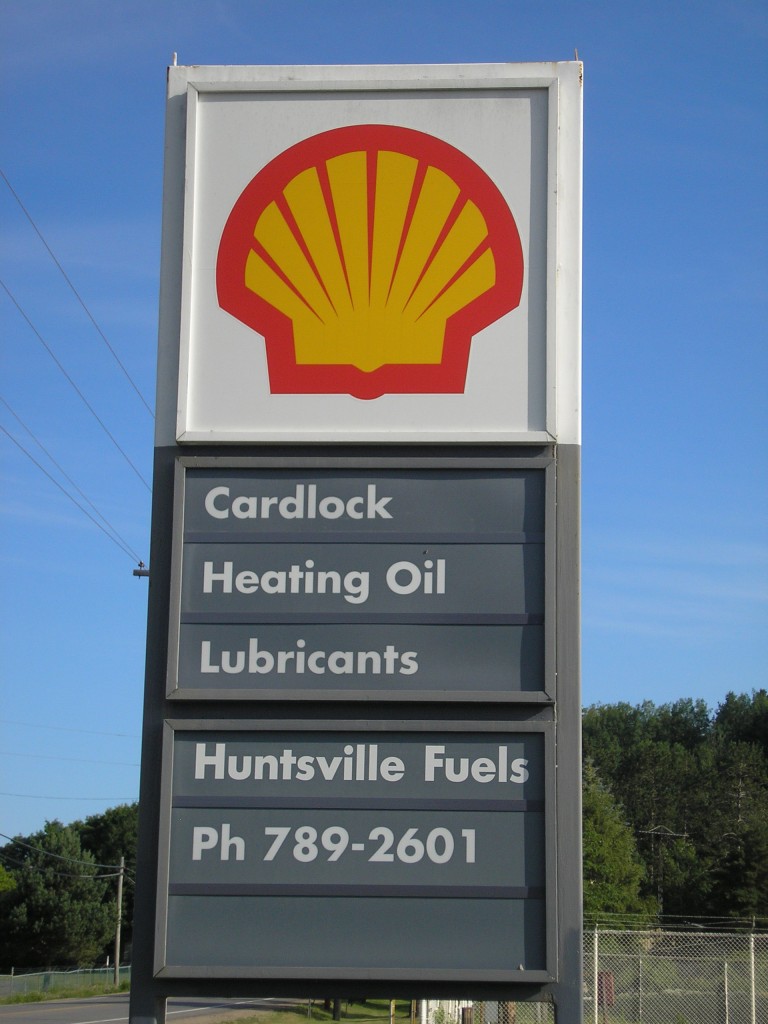 Cardlock
Heating Oil
Lubricants
Huntsville Fuels
Ph 789-2601